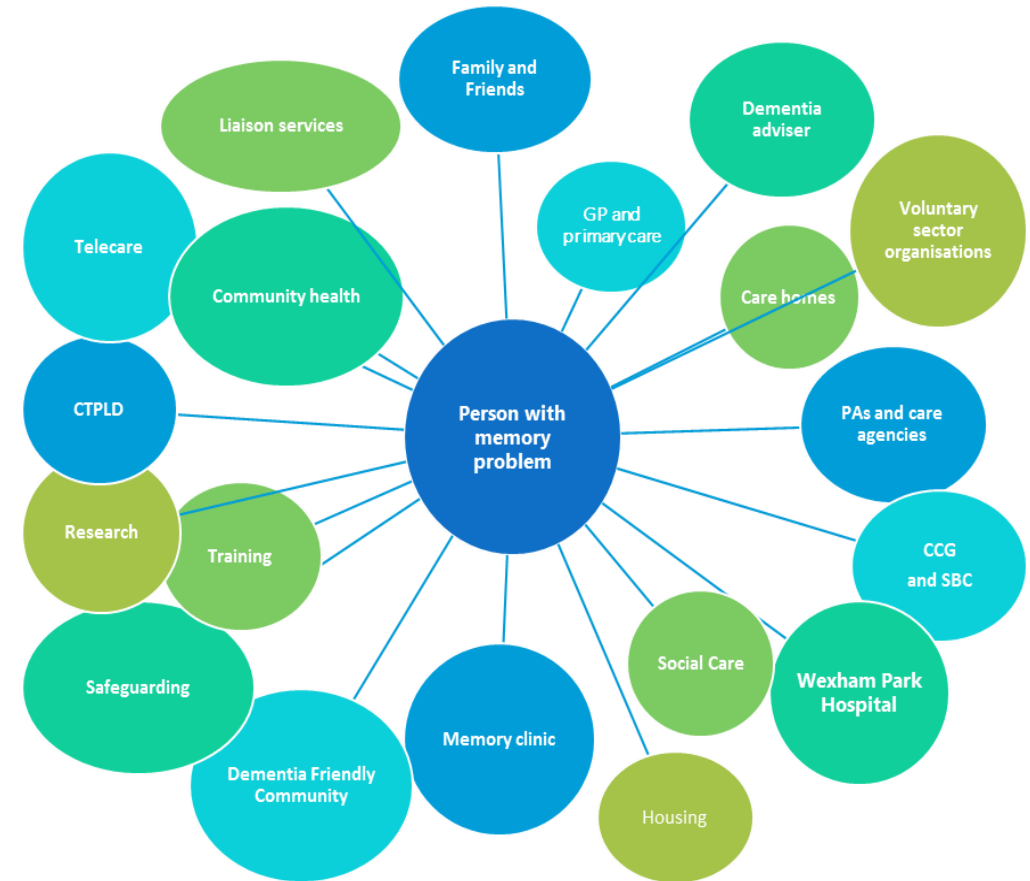 Family and
Friends
Dementia
adviser
Liaison services
GP and
primary care
Voluntary
sector
organisations
Telecare
Community health
Care homes
CTPLD
Person with
memory
problem
PAs and care
agencies
Research
Training
CCG
and SBC
Safeguarding
Social Care
Wexham Park
Hospital
Memory clinic
Dementia Friendly
Community
Housing